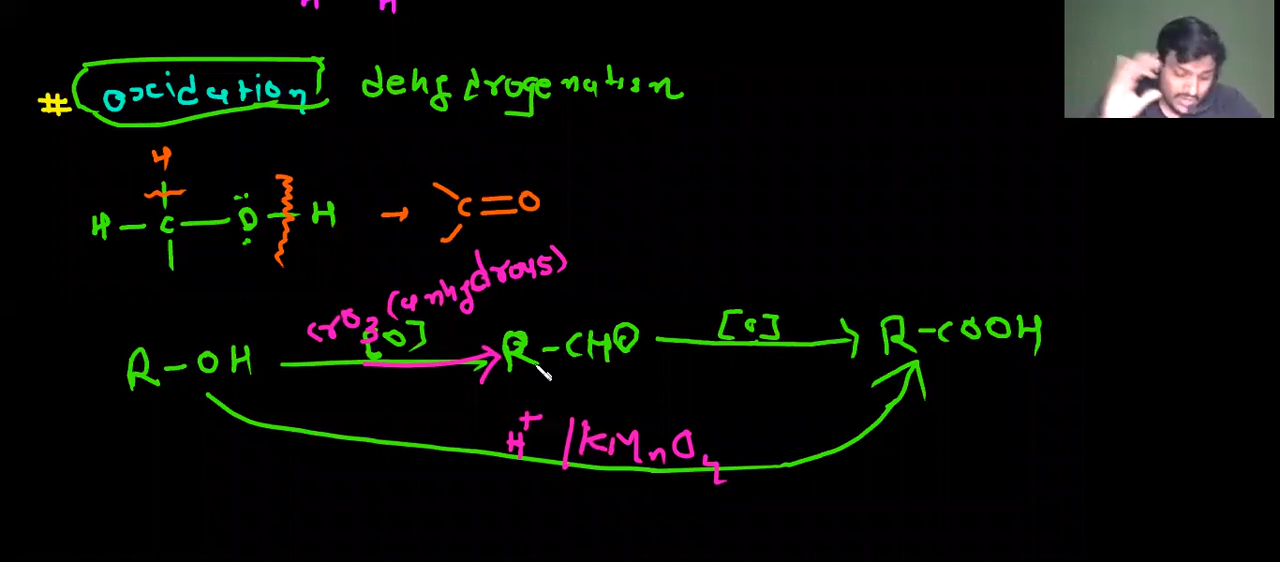 H H
# oxidation dehydrogenation
H
H - C - O - H → C = O
CrO3 (anhydrous)
R - OH [O] R - CHO [O] R - COOH
H+ / KMnO4